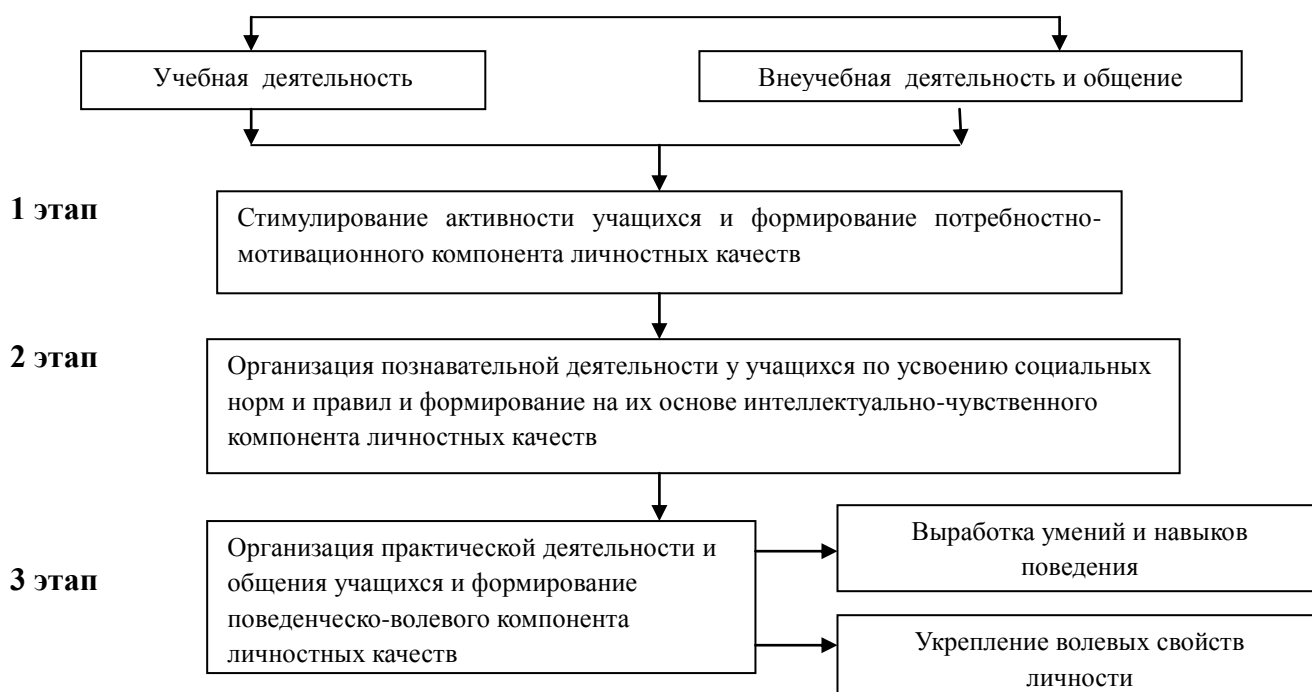 Учебная деятельность
Внеучебная деятельность и общение
1 этап
Стимулирование активности учащихся и формирование потребностно-
мотивационного компонента личностных качеств
2 этап
Организация познавательной деятельности у учащихся по усвоению социальных
норм и правил и формирование на их основе интеллектуально-чувственного
компонента личностных качеств
3 этап
Организация практической деятельности и
общения учащихся и формирование
поведенческо-волевого компонента
личностных качеств
Выработка умений и навыков
поведения
Укрепление волевых свойств
личности